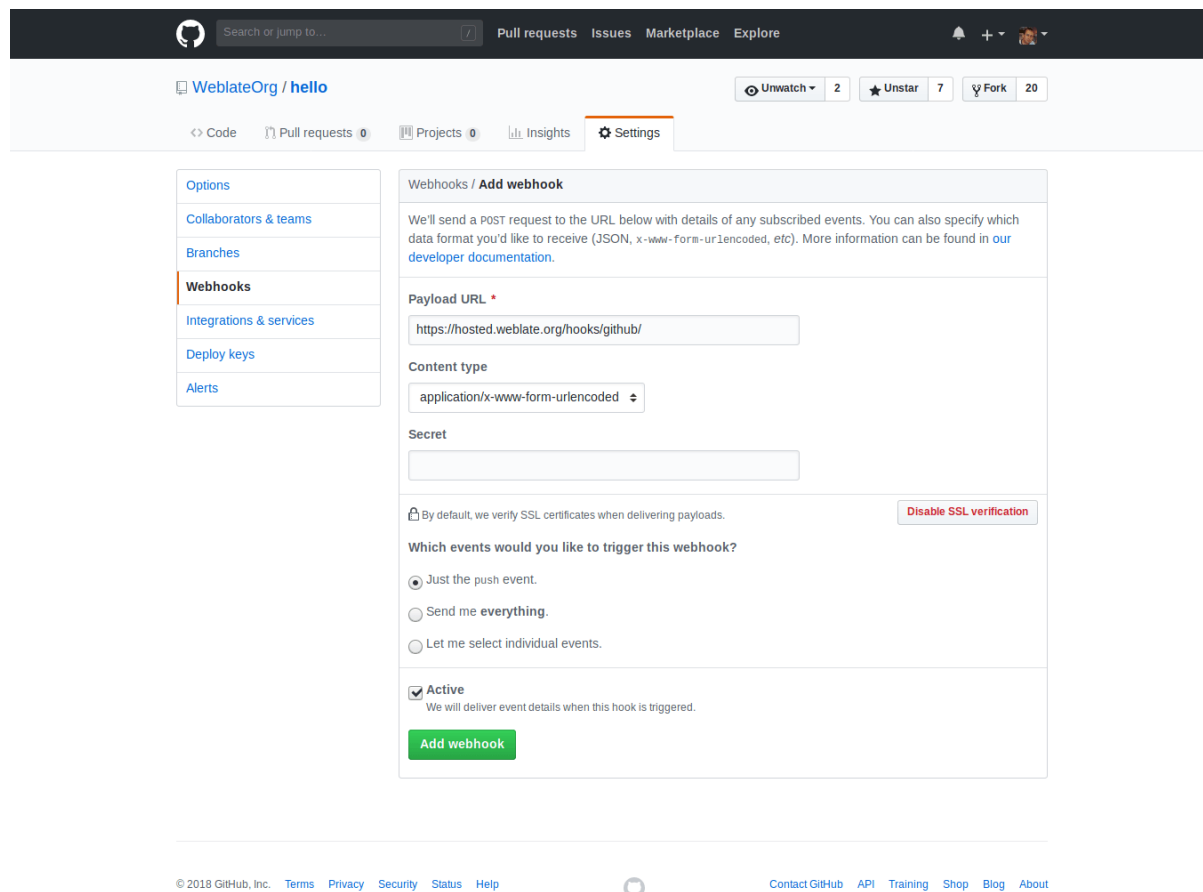 Search or jump to… / Pull requests Issues Marketplace Explore
WeblateOrg / hello Unwatch 2 Unstar 7 Fork 20
Code Pull requests 0 Projects 0 Insights Settings
Options
Collaborators & teams
Branches
Webhooks
Integrations & services
Deploy keys
Alerts
Webhooks / Add webhook
We'll send a POST request to the URL below with details of any subscribed events. You can also specify which
data format you'd like to receive (JSON, x-www-form-urlencoded, etc). More information can be found in our
developer documentation.
Payload URL *
https://hosted.weblate.org/hooks/github/
Content type
application/x-www-form-urlencoded
Secret
By default, we verify SSL certificates when delivering payloads. Disable SSL verification
Which events would you like to trigger this webhook?
Just the push event.
Send me everything.
Let me select individual events.
Active
We will deliver event details when this hook is triggered.
Add webhook
© 2018 GitHub, Inc. Terms Privacy Security Status Help Contact GitHub API Training Shop Blog About